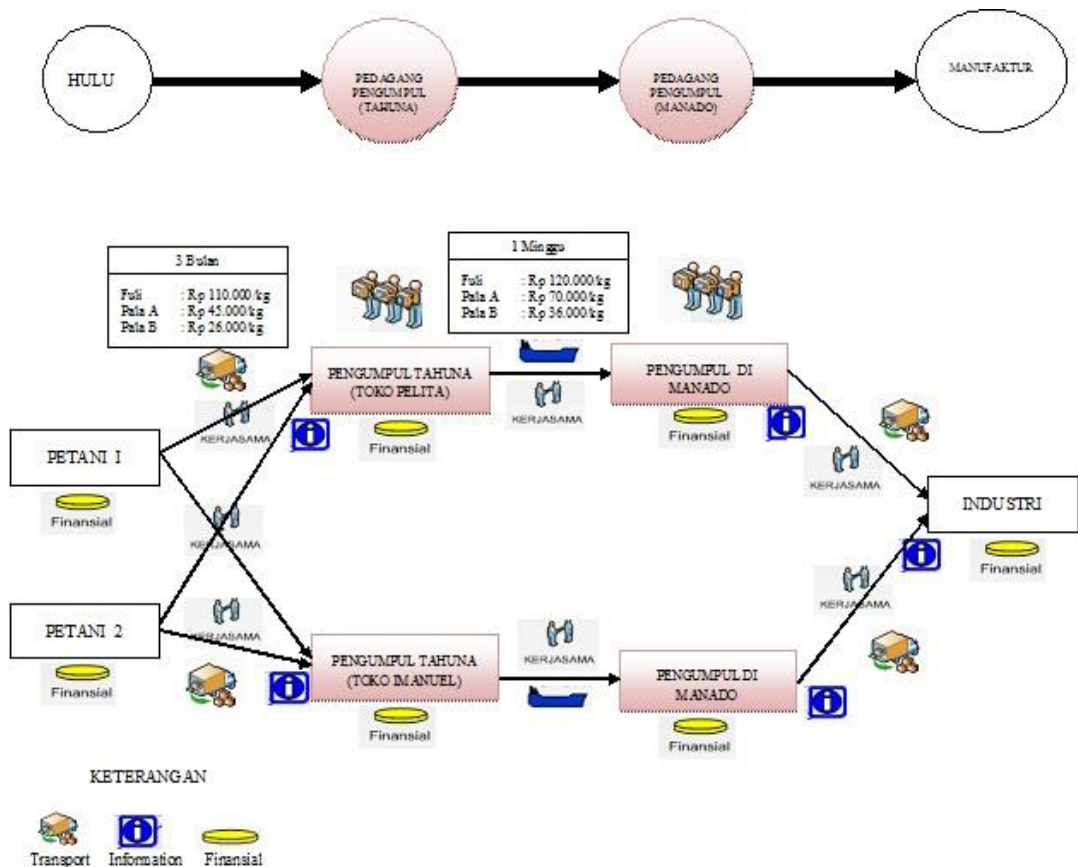 HULU
PEDAGANG
PENGUMPUL
(TAHUNA)
PEDAGANG
PENGUMPUL
(MANADO)
MANUFAKTUR
3 Bulan
Fuli : Rp 110.000/kg
Pala A : Rp 45.000/kg
Pala B : Rp 26.000/kg
1 Minggu
Fuli : Rp 120.000/kg
Pala A : Rp 70.000/kg
Pala B : Rp 36.000/kg
PENGUMPUL TAHUNA
(TOKO PELITA)
Finansial
PENGUMPUL DI
MANADO
Finansial
KERJASAMA
KERJASAMA
KERJASAMA
PETANI 1
Finansial
KERJASAMA
INDUSTRI
Finansial
PETANI 2
Finansial
KERJASAMA
KERJASAMA
KERJASAMA
PENGUMPUL TAHUNA
(TOKO IMANUEL)
Finansial
PENGUMPUL DI
MANADO
Finansial
KETERANGAN
Transport
Information
Finansial